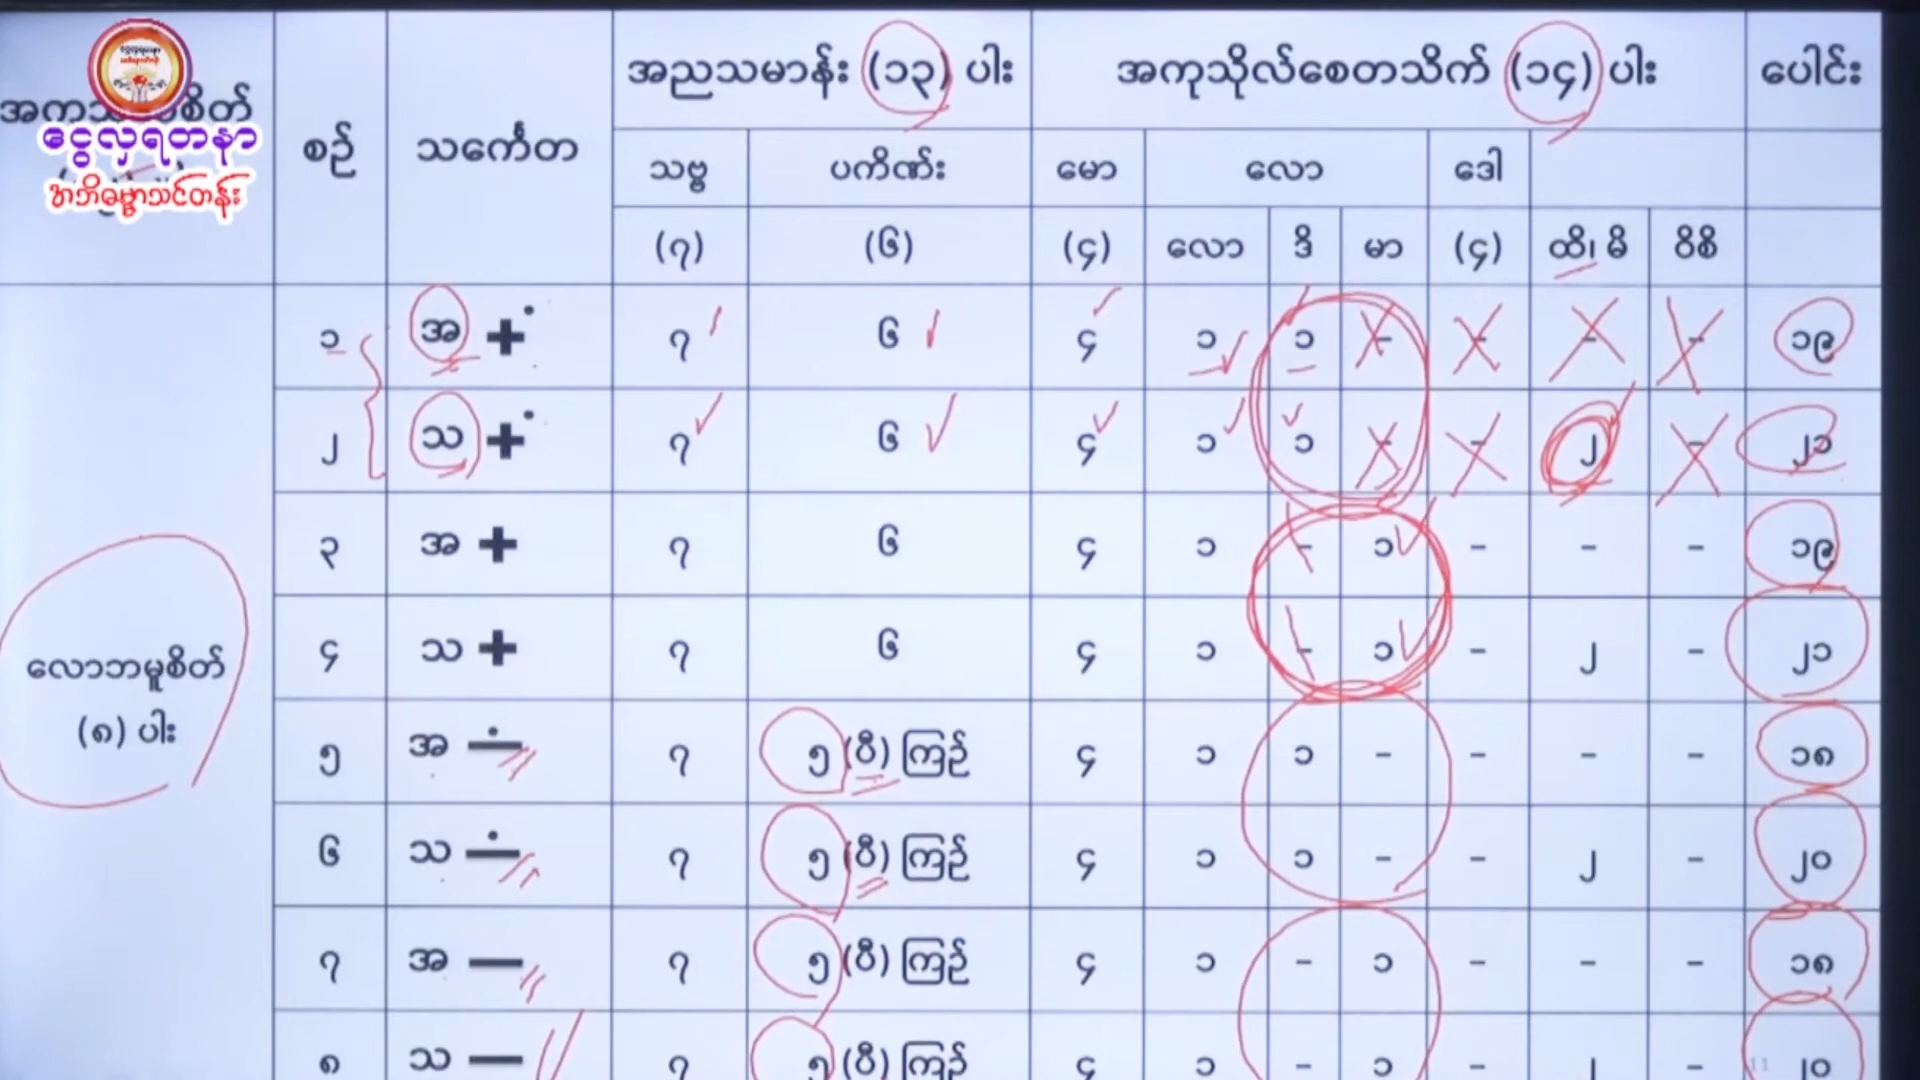 အညသမာန်း (၁၃) ပါး အကုသိုလ်စေတသိက် (၁၄) ပါး ပေါင်း
ငွေလှရတနာ
အဘိဓမ္မာသင်တန်း
စဉ် သင်္ကေတ
သဗ္ဗ ပကိဏ်း မော လော ဒေါ
(၇) (၆) (၄) လော ဒိ မာ (၄) ထိ၊ မိ ဝိစိ
၁ အ + ၇ ၆ ၄ ၁ ၁ - - - - ၁၉
၂ သ + ၇ ၆ ၄ ၁ ၁ - - ၂ - ၂၁
၃ အ + ၇ ၆ ၄ ၁ - ၁ - - - ၁၉
၄ သ + ၇ ၆ ၄ ၁ - ၁ - ၂ - ၂၁
လောဘမူစိတ်
(၈) ပါး
၅ အ ၇ ၅ (ပီ) ကြဉ် ၄ ၁ ၁ - - - - ၁၈
၆ သ ၇ ၅ (ပီ) ကြဉ် ၄ ၁ ၁ - - ၂ - ၂၀
၇ အ — ၇ ၅ (ပီ) ကြဉ် ၄ ၁ - ၁ - - - ၁၈
၈ သ — ၇ ၅ (ပီ) ကြဉ် ၄ ၁ - ၁ - ၂ - ၂၀
11